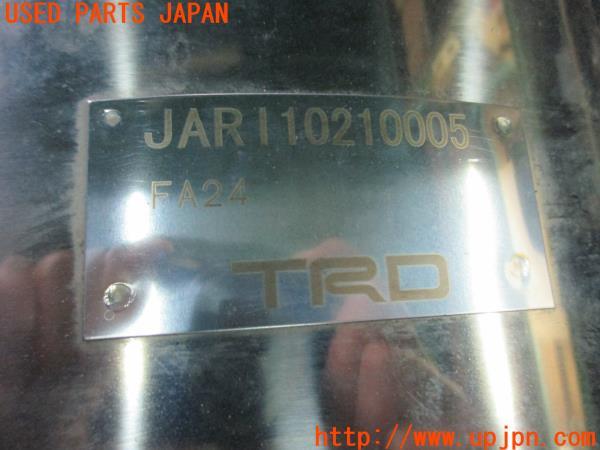 USED PARTS JAPAN
JARI10210005
FA24
TRD
http://www.upjpn.com